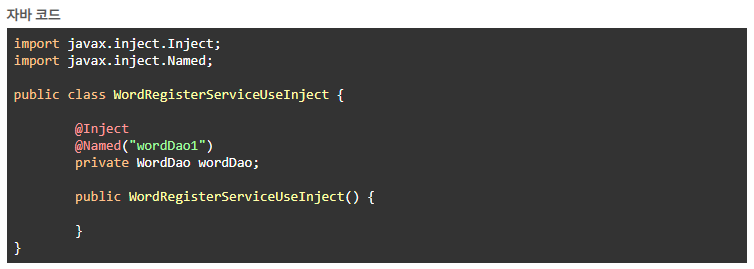 자바 코드
import javax.inject.Inject;
import javax.inject.Named;
public class WordRegisterServiceUseInject {
@Inject
@Named("wordDao1")
private WordDao wordDao;
public WordRegisterServiceUseInject() {
}
}